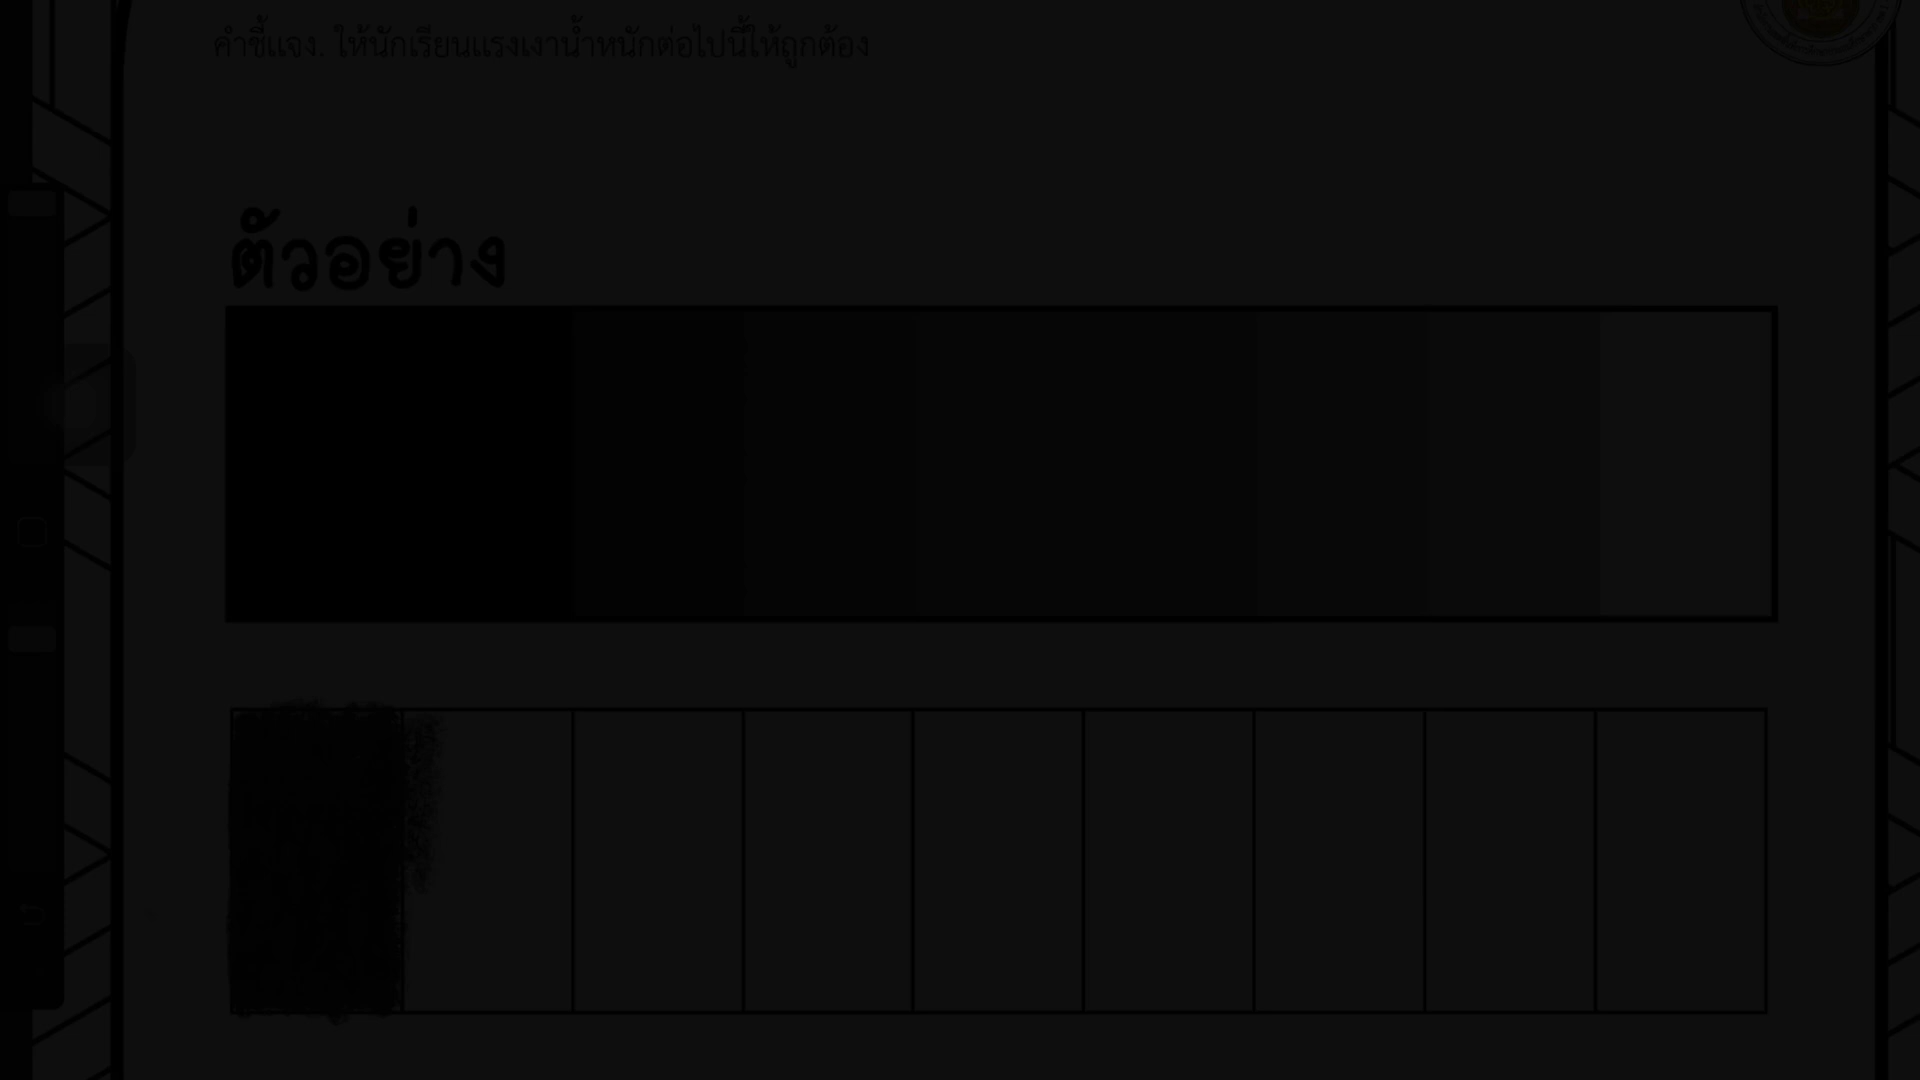 คำชี้แจง. ให้นักเรียนแรงเงาน้ำหนักต่อไปนี้ให้ถูกต้อง
ตัวอย่าง